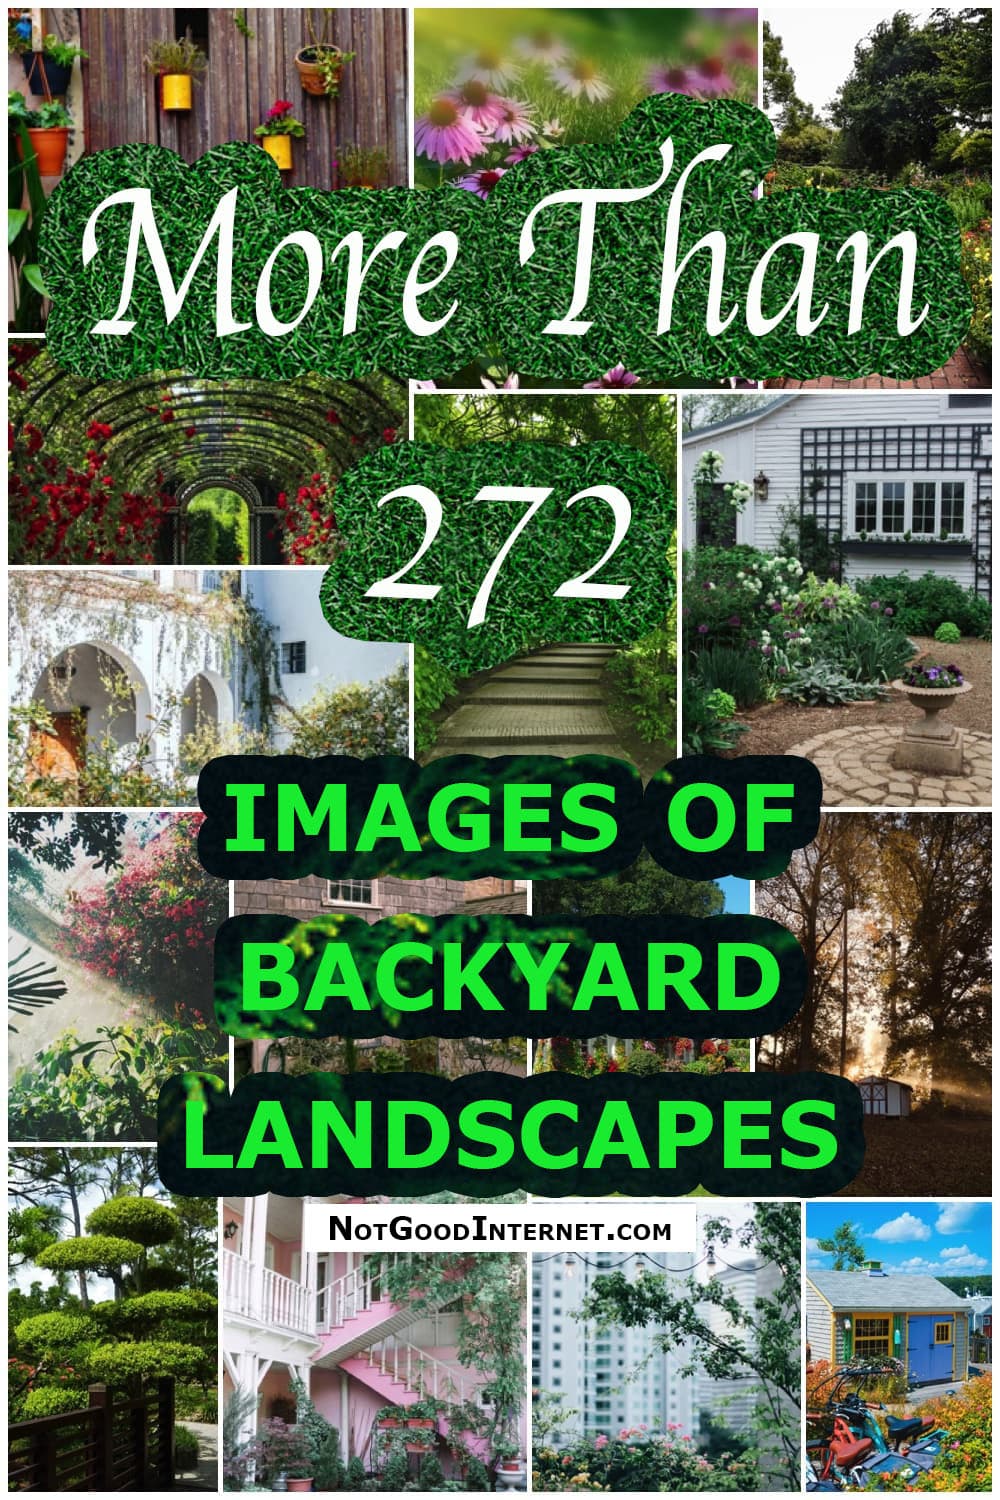 More Than
272
IMAGES OF
BACKYARD
LANDSCAPES
NotGoodInternet.com